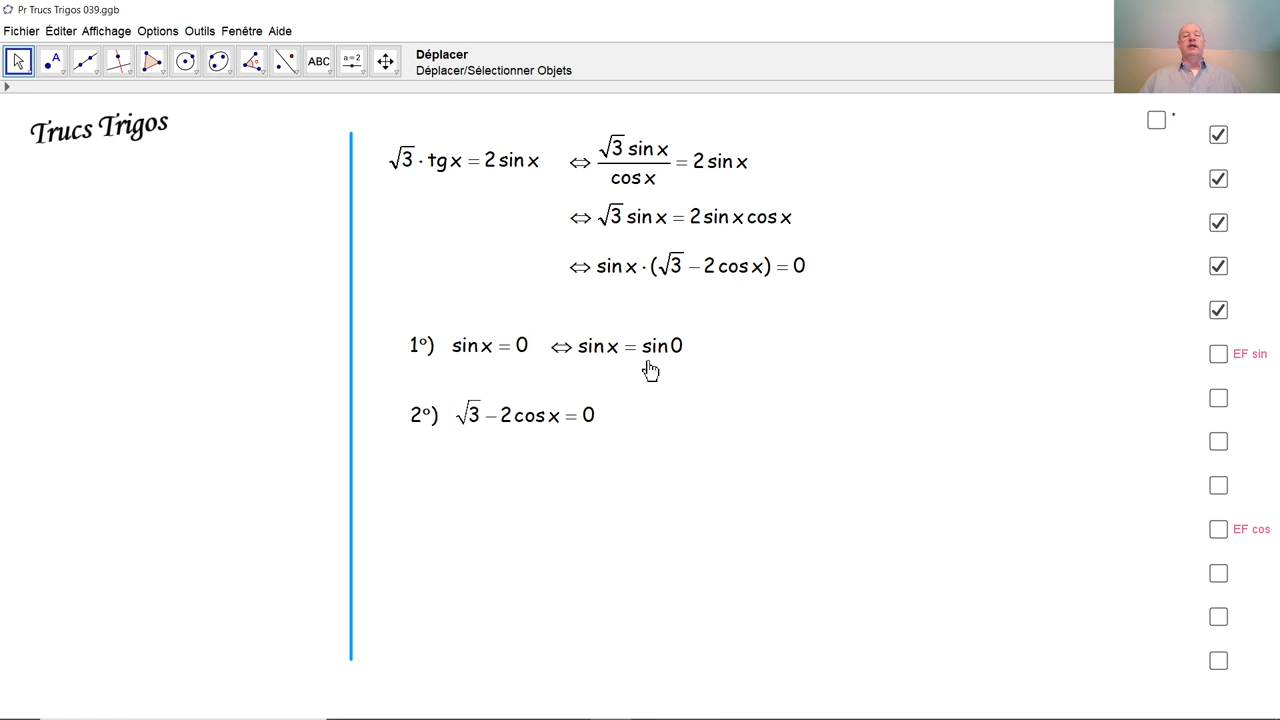 Pr Trucs Trigos 039.ggb
Fichier Éditer Affichage Options Outils Fenêtre Aide
A ABC a=2
Déplacer
Déplacer/Sélectionner Objets
Trucs Trigos
√3 · tg x = 2 sin x ⇔ √3 sin x / cos x = 2 sin x
⇔ √3 sin x = 2 sin x cos x
⇔ sin x · (√3 − 2 cos x) = 0
1º) sin x = 0 ⇔ sin x = sin 0
2º) √3 − 2 cos x = 0
*
EF sin
EF cos